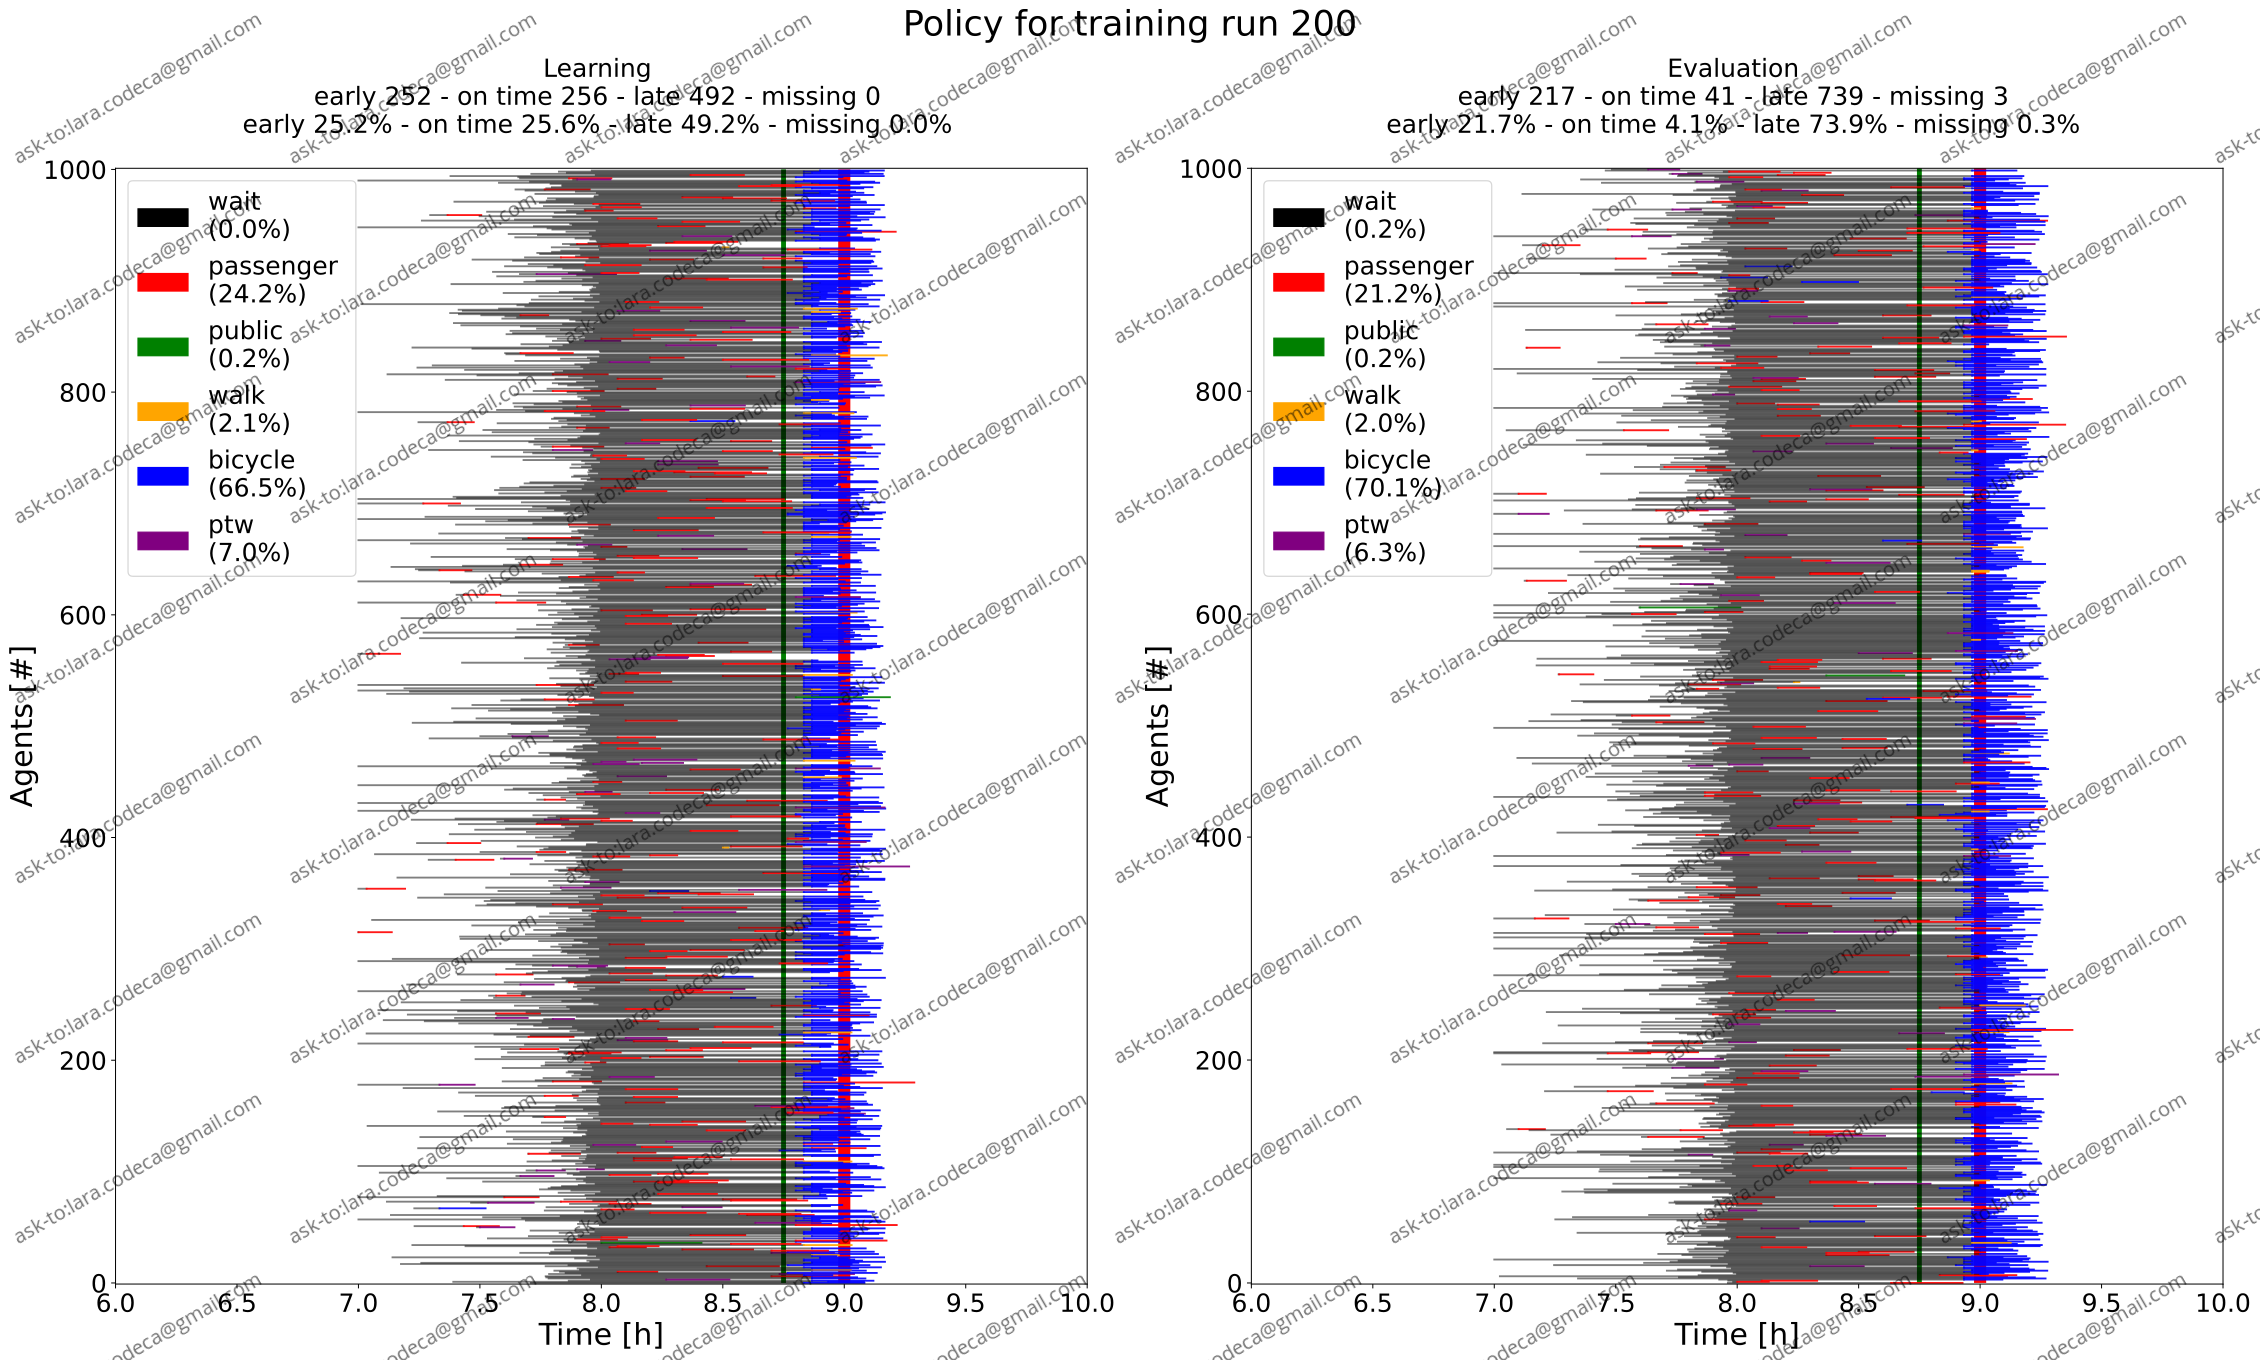 Policy for training run 200
Learning
early 252 - on time 256 - late 492 - missing 0
early 25.2% - on time 25.6% - late 49.2% - missing 0.0%
1000
800
600
400
200
0
Agents [#]
wait
(0.0%)
passenger
(24.2%)
public
(0.2%)
walk
(2.1%)
bicycle
(66.5%)
ptw
(7.0%)
6.0 6.5 7.0 7.5 8.0 8.5 9.0 9.5 10.0
Time [h]
Evaluation
early 217 - on time 41 - late 739 - missing 3
early 21.7% - on time 4.1% - late 73.9% - missing 0.3%
1000
800
600
400
200
0
Agents [#]
wait
(0.2%)
passenger
(21.2%)
public
(0.2%)
walk
(2.0%)
bicycle
(70.1%)
ptw
(6.3%)
6.0 6.5 7.0 7.5 8.0 8.5 9.0 9.5 10.0
Time [h]
ask-to:lara.codeca@gmail.com